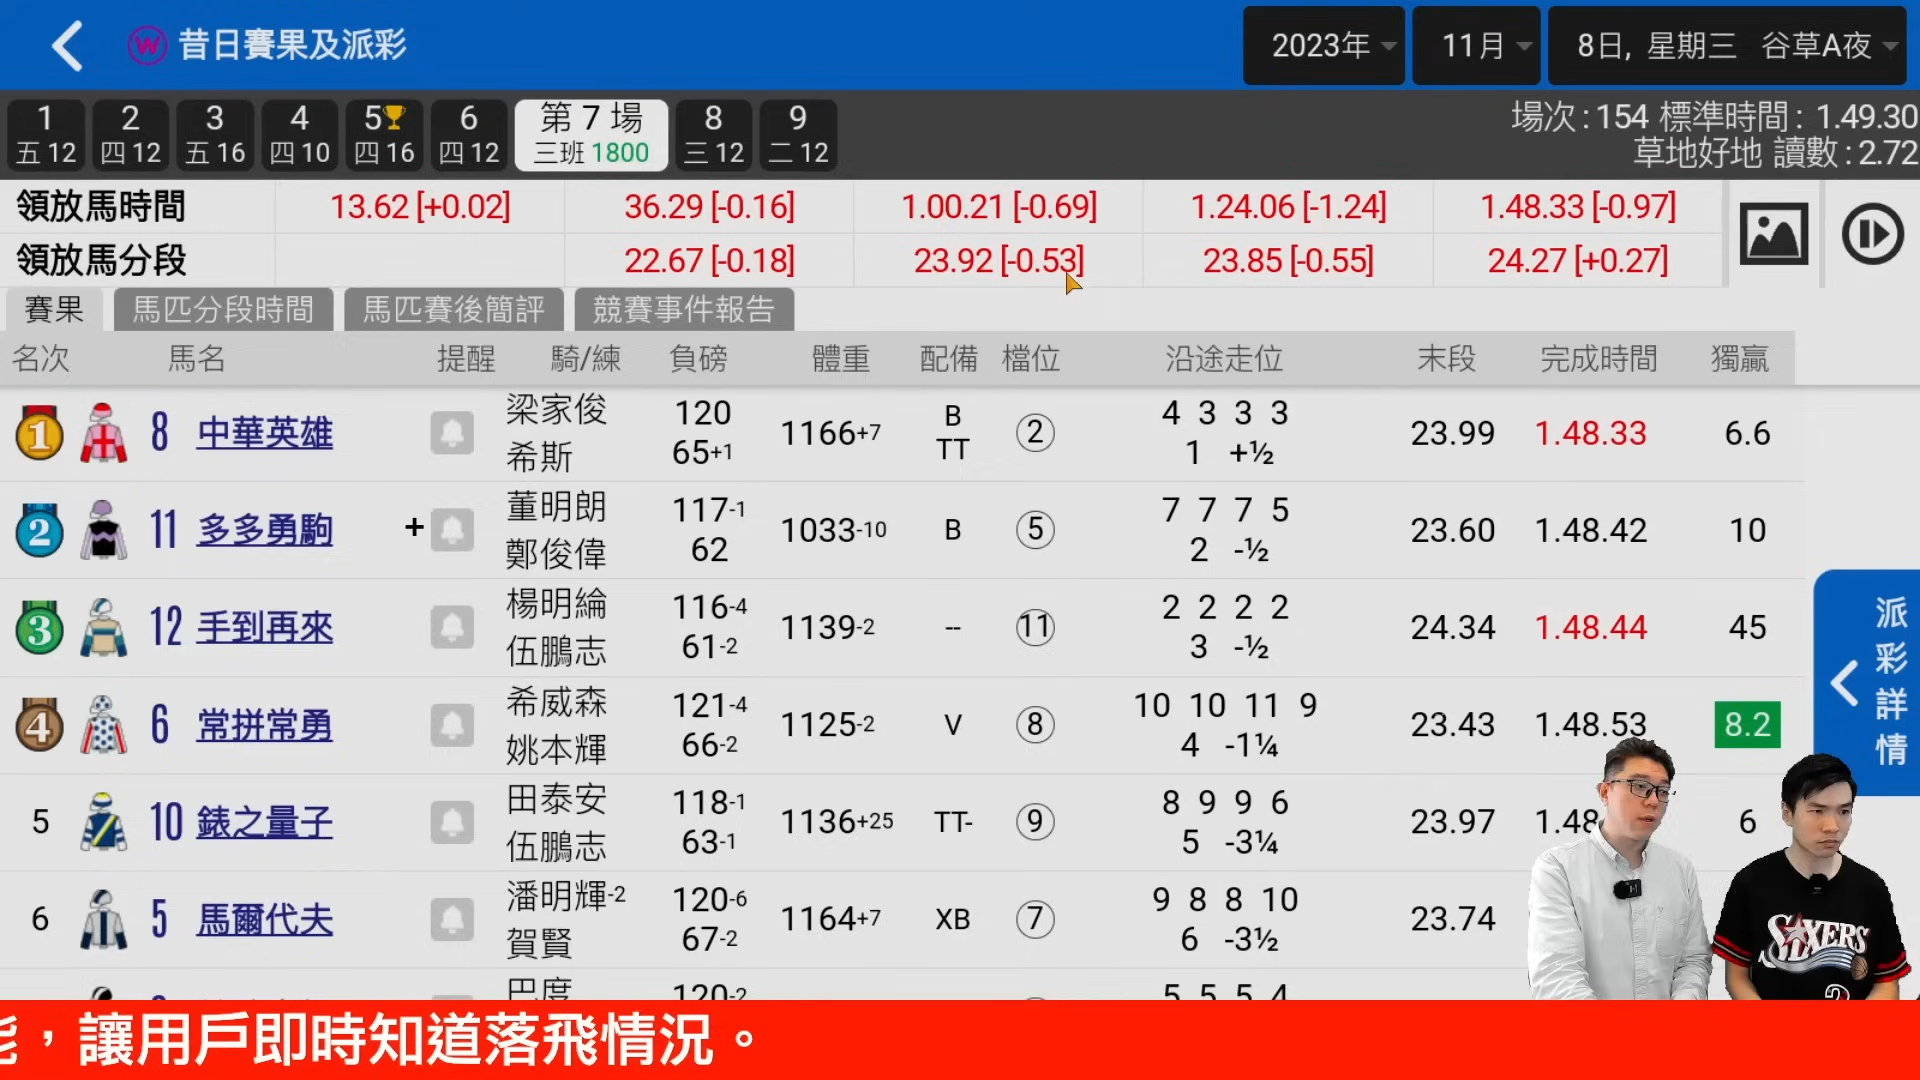 W 昔日賽果及派彩 2023年 11月 8日, 星期三 谷草A夜
1 2 3 4 5 6 第 7 場 8 9
五 12 四 12 五 16 四 10 四 16 四 12 三班 1800 三 12 二 12
場次 : 154 標準時間 : 1.49.30
草地好地 讀數 : 2.72
領放馬時間 13.62 [+0.02] 36.29 [-0.16] 1.00.21 [-0.69] 1.24.06 [-1.24] 1.48.33 [-0.97]
領放馬分段 22.67 [-0.18] 23.92 [-0.53] 23.85 [-0.55] 24.27 [+0.27]
賽果 馬匹分段時間 馬匹賽後簡評 競賽事件報告
名次 馬名 提醒 騎/練 負磅 體重 配備 檔位 沿途走位 末段 完成時間 獨贏
1 8 中華英雄 梁家俊 120 1166+7 B 2 4 3 3 3 23.99 1.48.33 6.6
希斯 65+1 TT 1 +½
2 11 多多勇駒 + 董明朗 117-1 1033-10 B 5 7 7 7 5 23.60 1.48.42 10
鄭俊偉 62 2 -½
3 12 手到再來 楊明綸 116-4 1139-2 -- 11 2 2 2 2 24.34 1.48.44 45
伍鵬志 61-2 3 -½
4 6 常拼常勇 希威森 121-4 1125-2 V 8 10 10 11 9 23.43 1.48.53 8.2
姚本輝 66-2 4 -1¼
5 10 錶之量子 田泰安 118-1 1136+25 TT- 9 8 9 9 6 23.97 1.48 6
伍鵬志 63-1 5 -3¼
6 5 馬爾代夫 潘明輝-2 120-6 1164+7 XB 7 9 8 8 10 23.74
賀賢 67-2 6 -3½
巴度 120-2 5 5 5 4
派彩詳情
SIXERS
，讓用戶即時知道落飛情況。